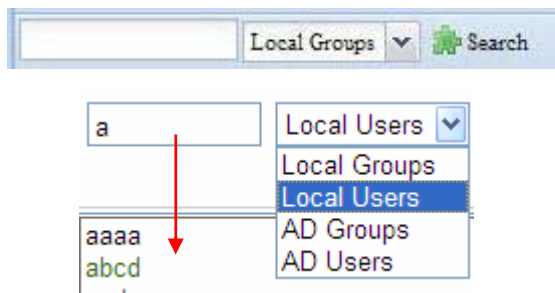 Local Groups Search
a Local Users
Local Groups
Local Users
AD Groups
AD Users
aaaa
abcd